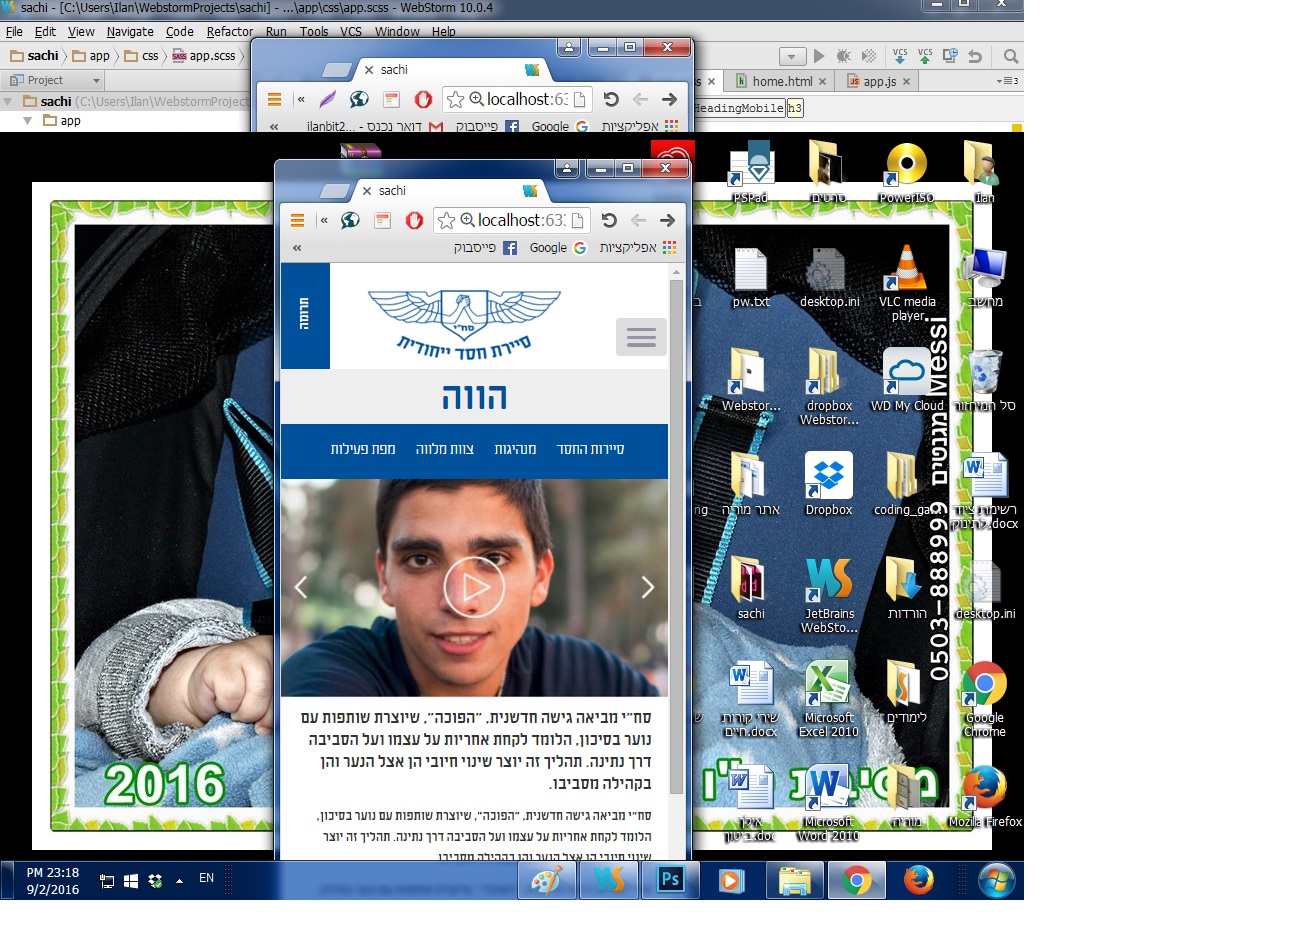 sachi - [C:\Users\Ilan\WebstormProjects\sachi] - ...\app\css\app.scss - WebStorm 10.0.4
File Edit View Navigate Code Refactor Run Tools VCS Window Help
sachi app css app.scss
Project
sachi (C:\Users\Ilan\WebstormProject
app
home.html
app.js
HeadingMobile h3
sachi
localhost:63
אפליקציות Google פייסבוק דואר נכנס - ilanbit2...
sachi
localhost:63
אפליקציות Google פייסבוק
תרומה
סח"י
סיירת חסד ייחודית
הווה
סיירות החסד מנהיגות צוות מלווה מפת פעילות
סח"י מביאה גישה חדשנית, "הפוכה", שיוצרת שותפות עם
נוער בסיכון, הלומד לקחת אחריות על עצמו ועל הסביבה
דרך נתינה. תהליך זה יוצר שינוי חיובי הן אצל הנער והן
בקהילה מסביבו.
סח"י מביאה גישה חדשנית, "הפוכה", שיוצרת שותפות עם נוער בסיכון,
הלומד לקחת אחריות על עצמו ועל הסביבה דרך נתינה. תהליך זה יוצר
שינוי חיובי הן אצל הנער והן בקהילה מסביבו
PSPad
סרטים
PowerISO
Ilan
pw.txt
desktop.ini
VLC media
player
מחשב
Webstor...
dropbox
Webstor...
WD My Cloud
סל המיחזור
אתר מוריה
Dropbox
coding_ga...
רשימת ציוד
לתינוק.docx
sachi
JetBrains
WebSto...
הורדות
desktop.ini
שירי קורות
חיים.docx
Microsoft
Excel 2010
לימודים
Google
Chrome
Microsoft
Word 2010
מוריה
Mozilla Firefox
0503-888999 מגנטים Messi
2016
PM 23:18
9/2/2016
EN
Ps